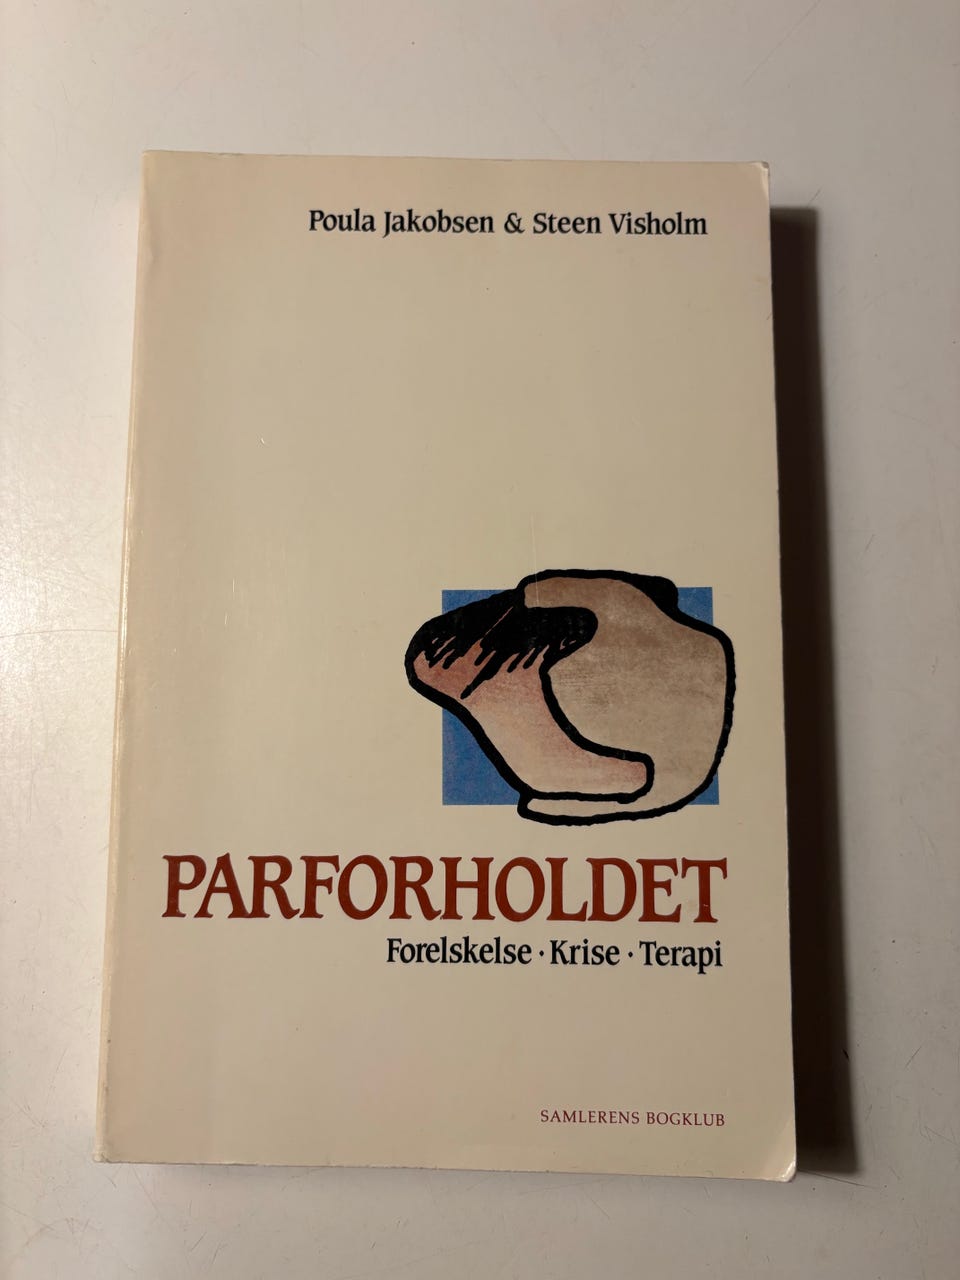 Poula Jakobsen & Steen Visholm
PARFORHOLDET
Forelskelse · Krise · Terapi
SAMLERENS BOGKLUB